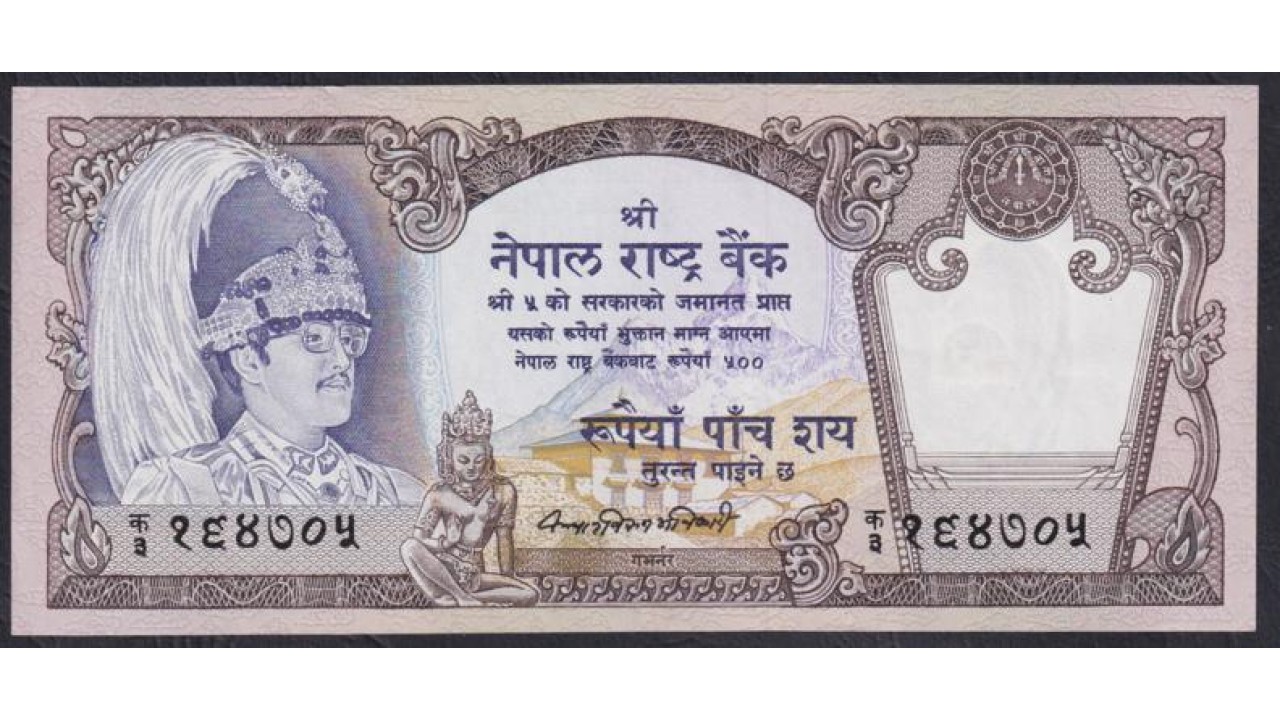 श्री
नेपाल राष्ट्र बैंक
श्री ५ को सरकारको जमानत प्राप्त
यसको रूपैयाँ भुक्तान माग्न आएमा
नेपाल राष्ट्र बैंकबाट रूपैयाँ ५००
रूपैयाँ पाँच शय
तुरन्त पाइने छ
गभर्नर
क
३ १६४७०५
क
३ १६४७०५